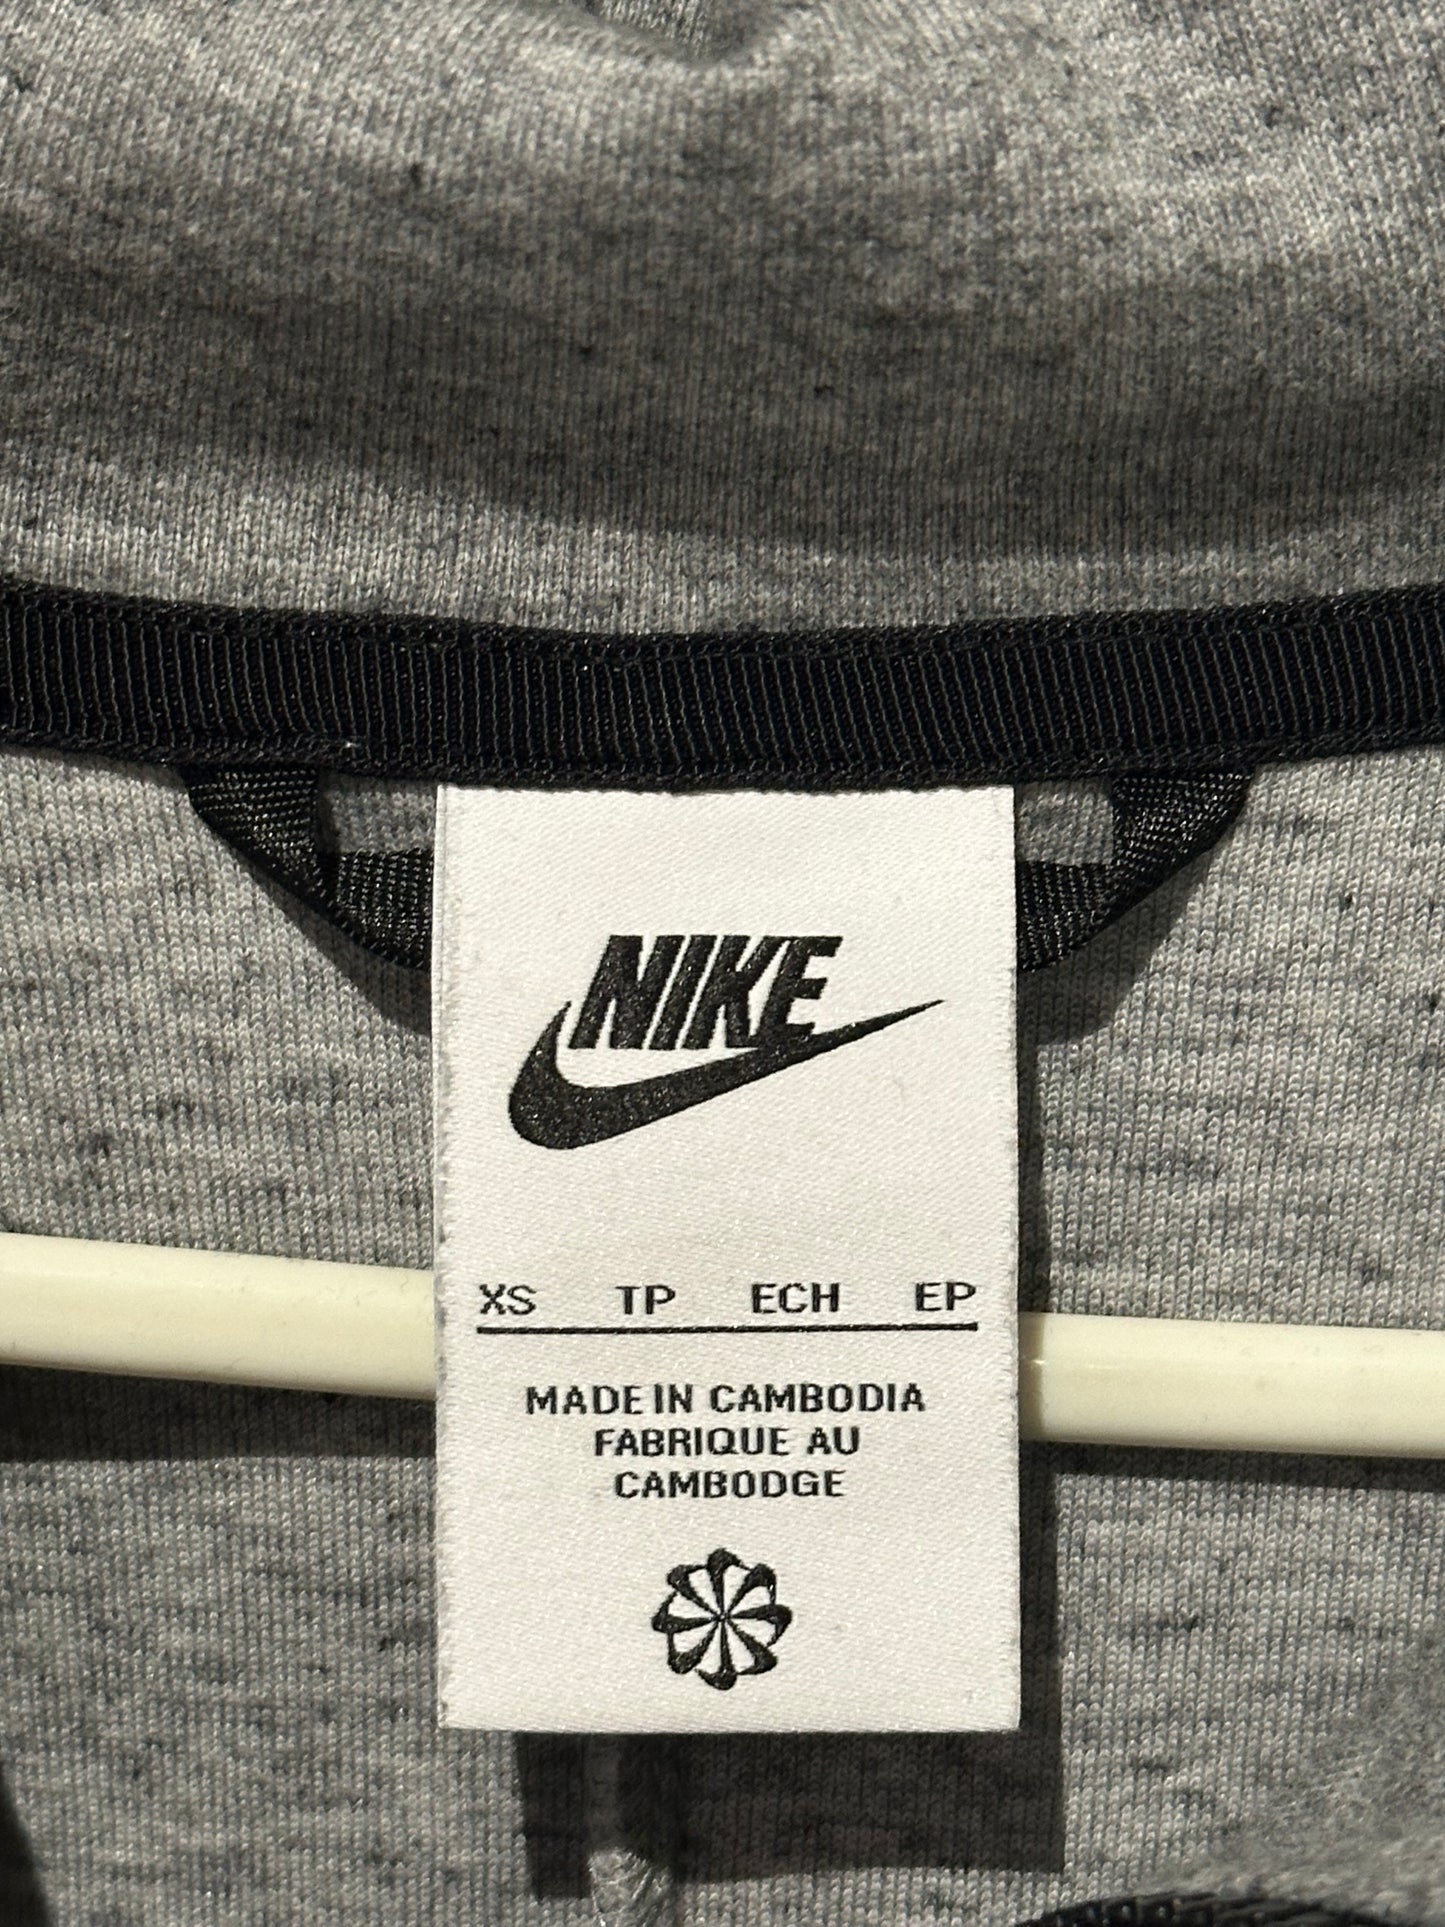 NIKE
XS TP ECH EP
MADE IN CAMBODIA
FABRIQUE AU
CAMBODGE